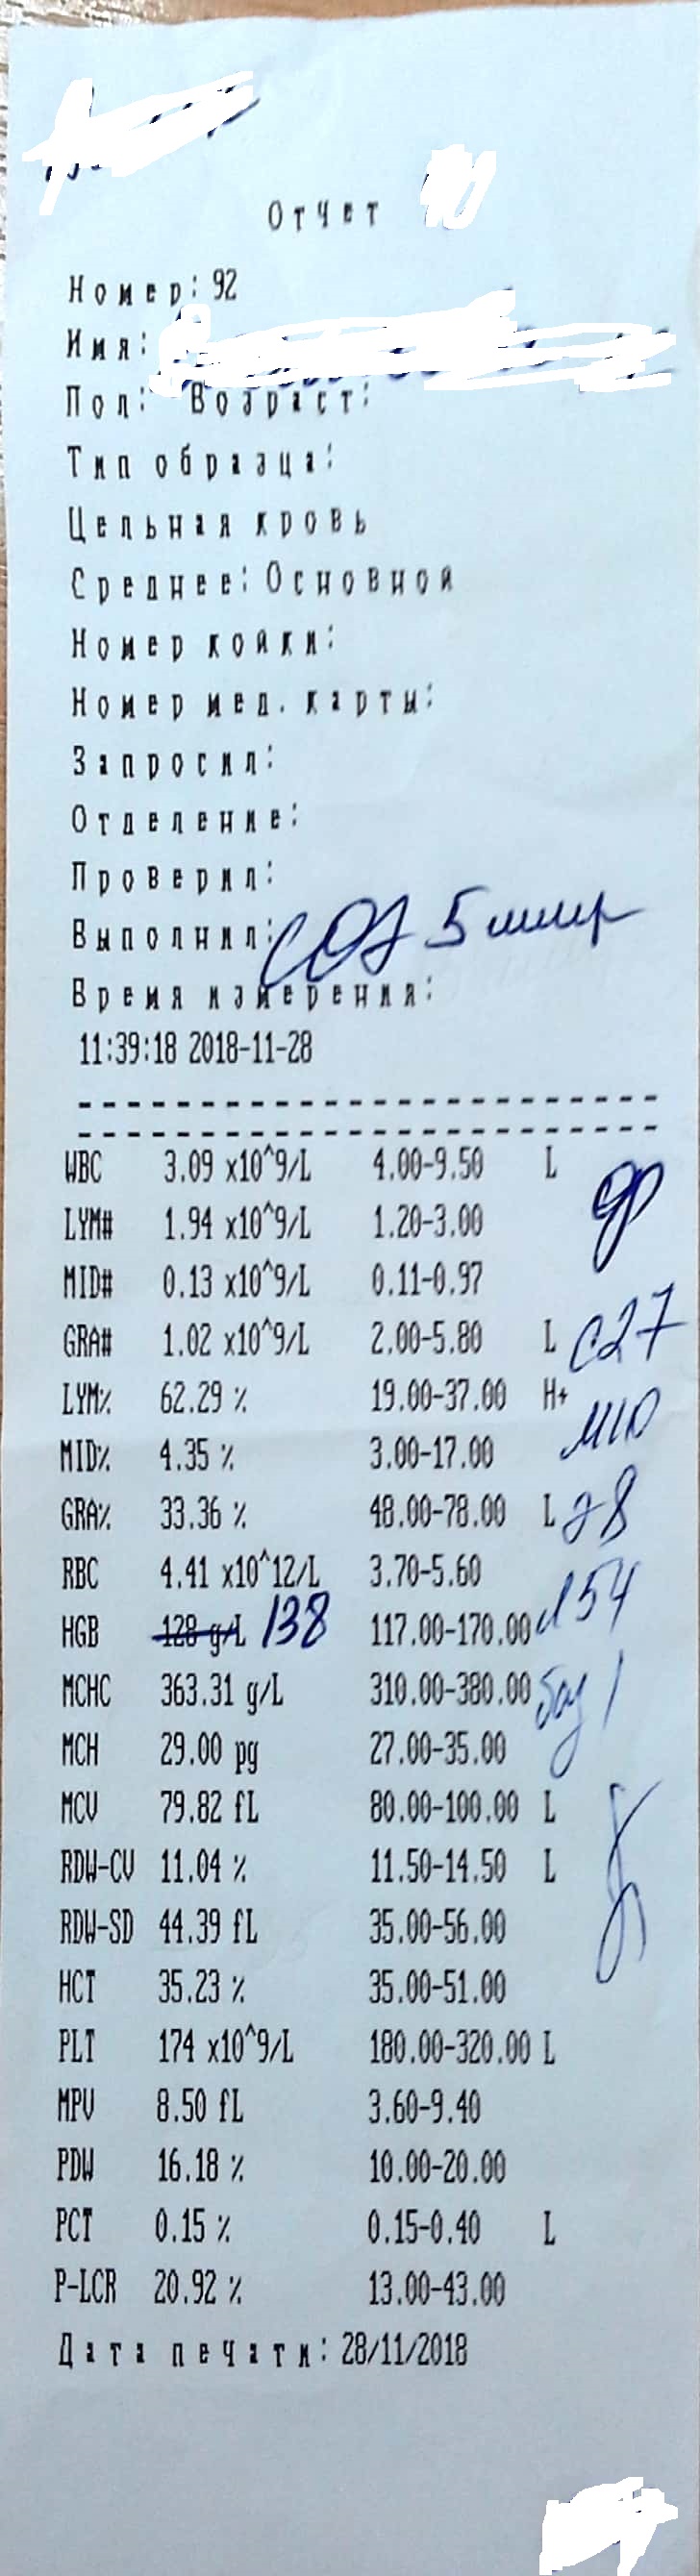 Отчет
Номер: 92
Имя:
Пол: Возраст:
Тип образца:
Цельная кровь
Среднее: Основной
Номер койки:
Номер мед. карты:
Запросил:
Отделение:
Проверил:
Выполнил:
СОЭ 5 мм/ч
Время измерения:
11:39:18 2018-11-28
WBC 3.09 x10^9/L 4.00-9.50 L
LYM# 1.94 x10^9/L 1.20-3.00
MID# 0.13 x10^9/L 0.11-0.97
GRA# 1.02 x10^9/L 2.00-5.80 L с27
LYM% 62.29 % 19.00-37.00 H+
MID% 4.35 % 3.00-17.00 м10
GRA% 33.36 % 48.00-78.00 L э8
RBC 4.41 x10^12/L 3.70-5.60
HGB 128 g/L 138 117.00-170.00 л54
MCHC 363.31 g/L 310.00-380.00 баз 1
MCH 29.00 pg 27.00-35.00
MCV 79.82 fL 80.00-100.00 L
RDW-CV 11.04 % 11.50-14.50 L
RDW-SD 44.39 fL 35.00-56.00
HCT 35.23 % 35.00-51.00
PLT 174 x10^9/L 180.00-320.00 L
MPV 8.50 fL 3.60-9.40
PDW 16.18 % 10.00-20.00
PCT 0.15 % 0.15-0.40 L
P-LCR 20.92 % 13.00-43.00
Дата печати: 28/11/2018